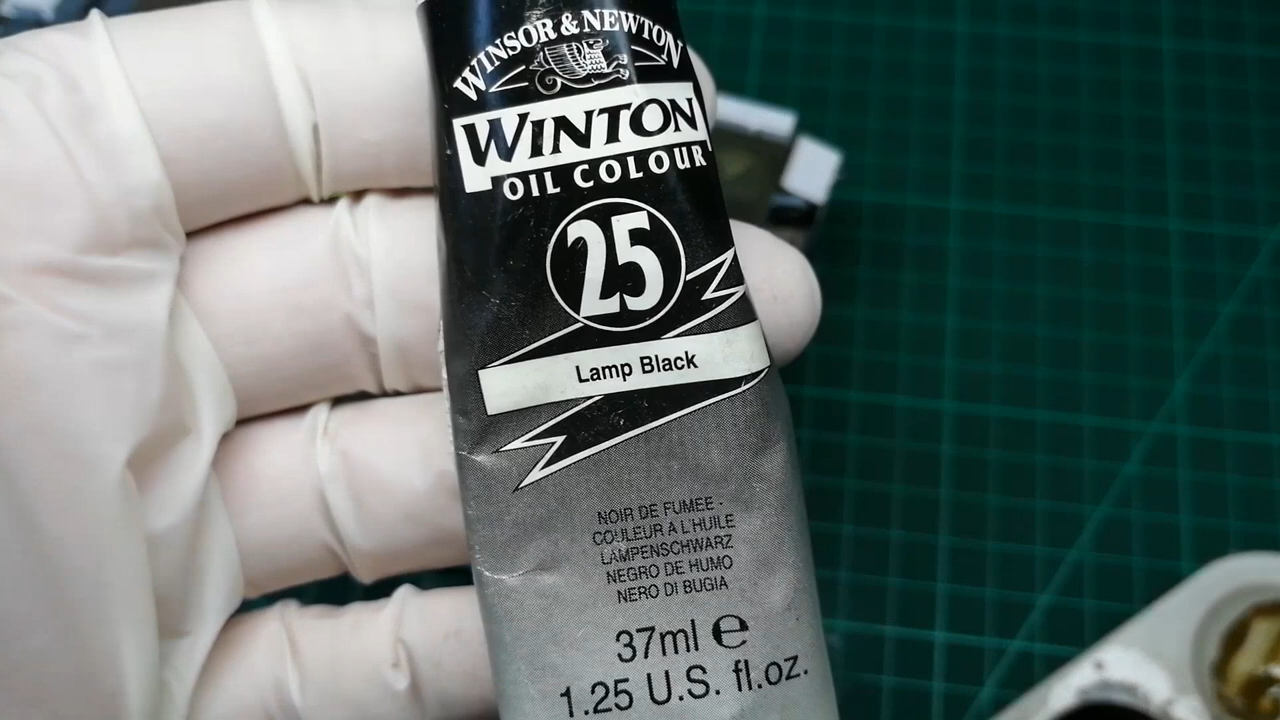 WINSOR & NEWTON
WINTON
OIL COLOUR
25
Lamp Black
NOIR DE FUMEE -
COULEUR A L'HUILE
LAMPENSCHWARZ
NEGRO DE HUMO
NERO DI BUGIA
37ml ℮
1.25 U.S. fl.oz.